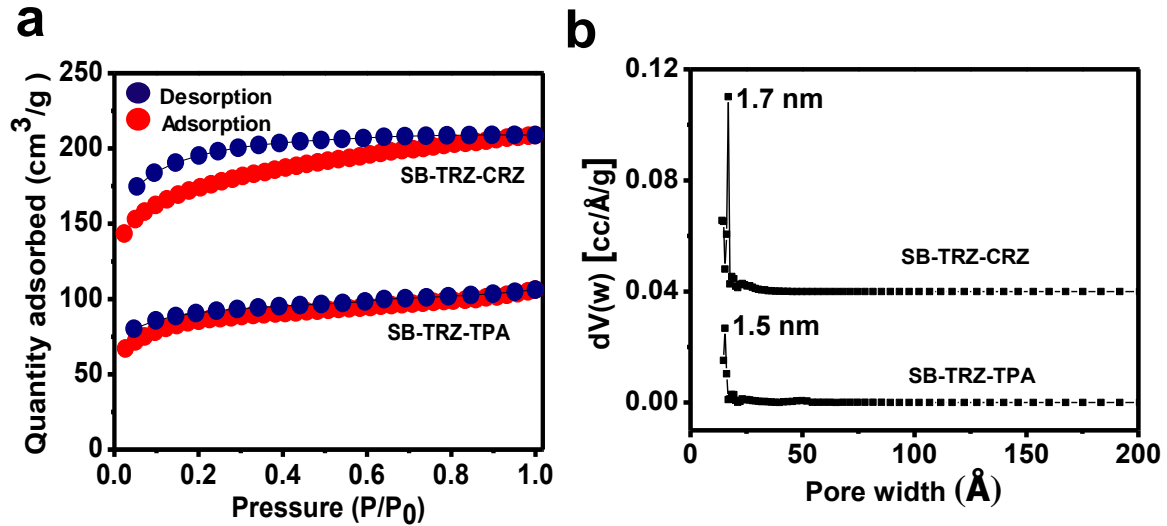 a
Quantity adsorbed (cm³/g)
250
200
150
100
50
0
Desorption
Adsorption
SB-TRZ-CRZ
SB-TRZ-TPA
0.0 0.2 0.4 0.6 0.8 1.0
Pressure (P/P₀)
b
dV(w) [cc/Å/g]
0.12
0.08
0.04
0.00
1.7 nm
SB-TRZ-CRZ
1.5 nm
SB-TRZ-TPA
0 50 100 150 200
Pore width (Å)